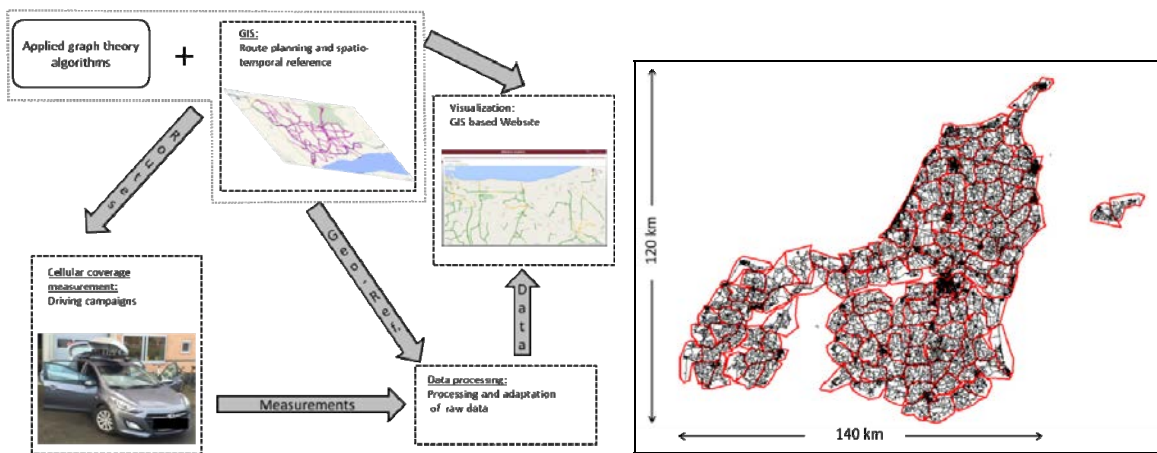 Applied graph theory
algorithms
+
GIS:
Route planning and spatio-
temporal reference
Visualization:
GIS based Website
Routes
Geo. Ref
Data
Cellular coverage
measurement:
Driving campaigns
Measurements
Data processing:
Processing and adaptation
of raw data
120 km
140 km